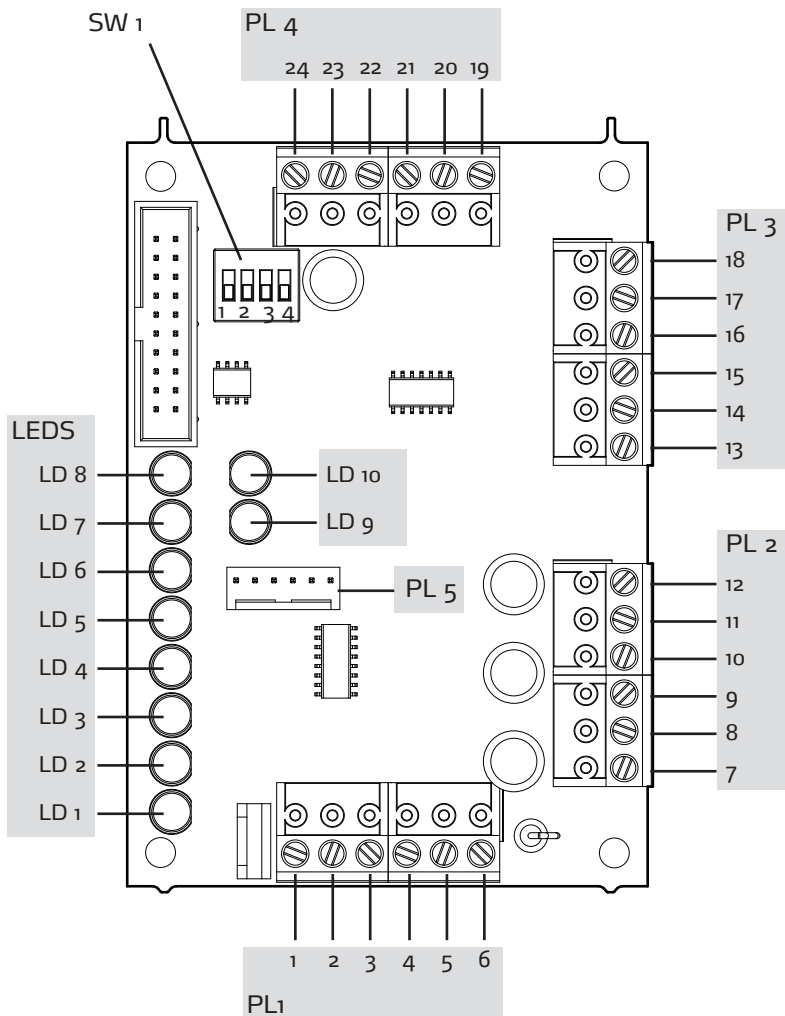 SW 1
PL 4
24 23 22 21 20 19
PL 3
18
17
16
15
14
13
1 2 3 4
LEDS
LD 8
LD 7
LD 6
LD 5
LD 4
LD 3
LD 2
LD 1
LD 10
LD 9
PL 5
PL 2
12
11
10
9
8
7
1 2 3 4 5 6
PL1